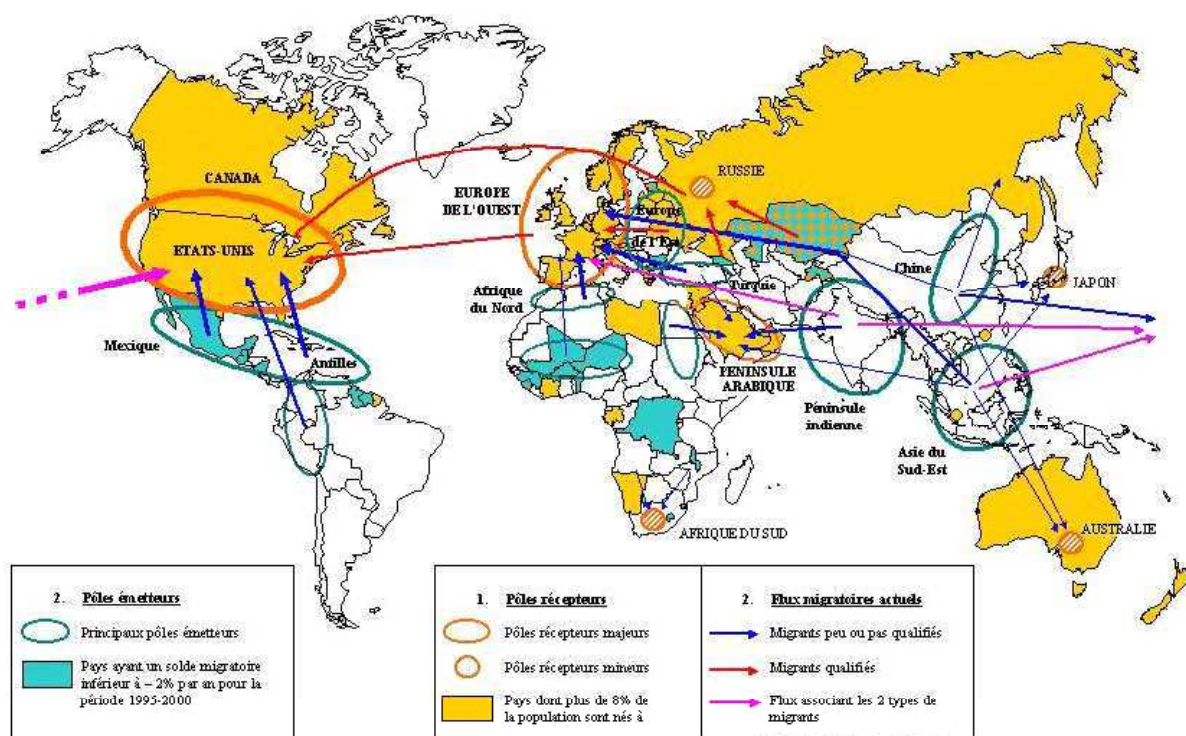 CANADA
ETATS-UNIS
Mexique
Antilles
EUROPE
DE L'OUEST
Europe
de l'Est
RUSSIE
Turquie
Afrique
du Nord
PENINSULE
ARABIQUE
Péninsule
indienne
Chine
JAPON
Asie du
Sud-Est
AFRIQUE DU SUD
AUSTRALIE
2. Pôles émetteurs
Principaux pôles émetteurs
Pays ayant un solde migratoire
inférieur à – 2% par an pour la
période 1995-2000
1. Pôles récepteurs
Pôles récepteurs majeurs
Pôles récepteurs mineurs
Pays dont plus de 8% de
la population sont nés à
2. Flux migratoires actuels
Migrants peu ou pas qualifiés
Migrants qualifiés
Flux associant les 2 types de
migrants